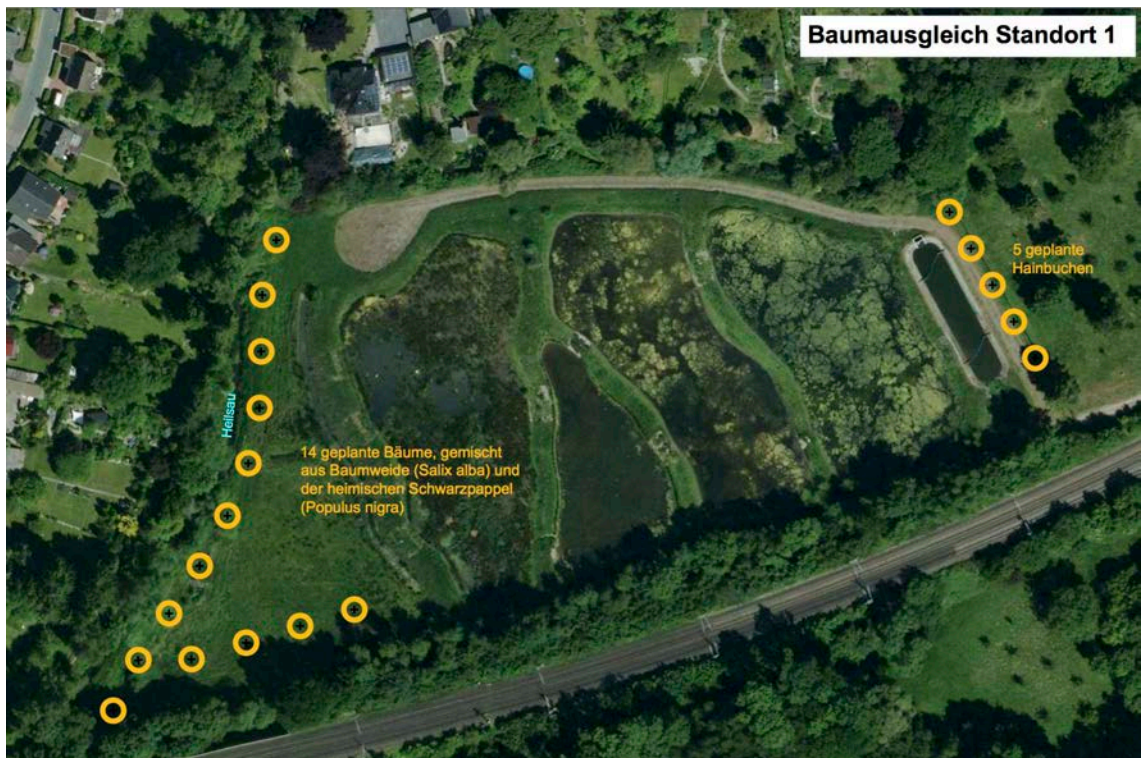 Baumausgleich Standort 1
5 geplante
Hainbuchen
Heilsau
14 geplante Bäume, gemischt
aus Baumweide (Salix alba) und
der heimischen Schwarzpappel
(Populus nigra)